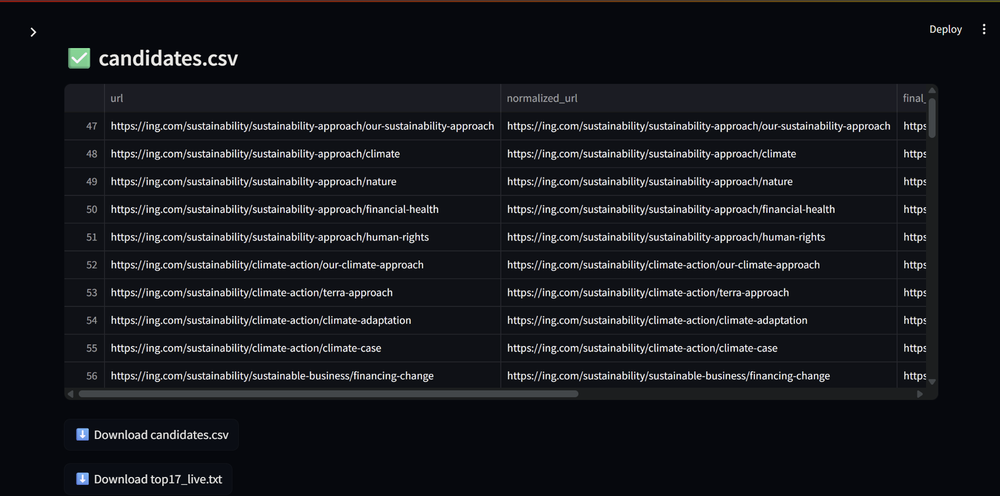 Deploy
candidates.csv
url normalized_url final_
47 https://ing.com/sustainability/sustainability-approach/our-sustainability-approach https://ing.com/sustainability/sustainability-approach/our-sustainability-approach https
48 https://ing.com/sustainability/sustainability-approach/climate https://ing.com/sustainability/sustainability-approach/climate https
49 https://ing.com/sustainability/sustainability-approach/nature https://ing.com/sustainability/sustainability-approach/nature https
50 https://ing.com/sustainability/sustainability-approach/financial-health https://ing.com/sustainability/sustainability-approach/financial-health https
51 https://ing.com/sustainability/sustainability-approach/human-rights https://ing.com/sustainability/sustainability-approach/human-rights https
52 https://ing.com/sustainability/climate-action/our-climate-approach https://ing.com/sustainability/climate-action/our-climate-approach https
53 https://ing.com/sustainability/climate-action/terra-approach https://ing.com/sustainability/climate-action/terra-approach https
54 https://ing.com/sustainability/climate-action/climate-adaptation https://ing.com/sustainability/climate-action/climate-adaptation https
55 https://ing.com/sustainability/climate-action/climate-case https://ing.com/sustainability/climate-action/climate-case https
56 https://ing.com/sustainability/sustainable-business/financing-change https://ing.com/sustainability/sustainable-business/financing-change https
Download candidates.csv
Download top17_live.txt